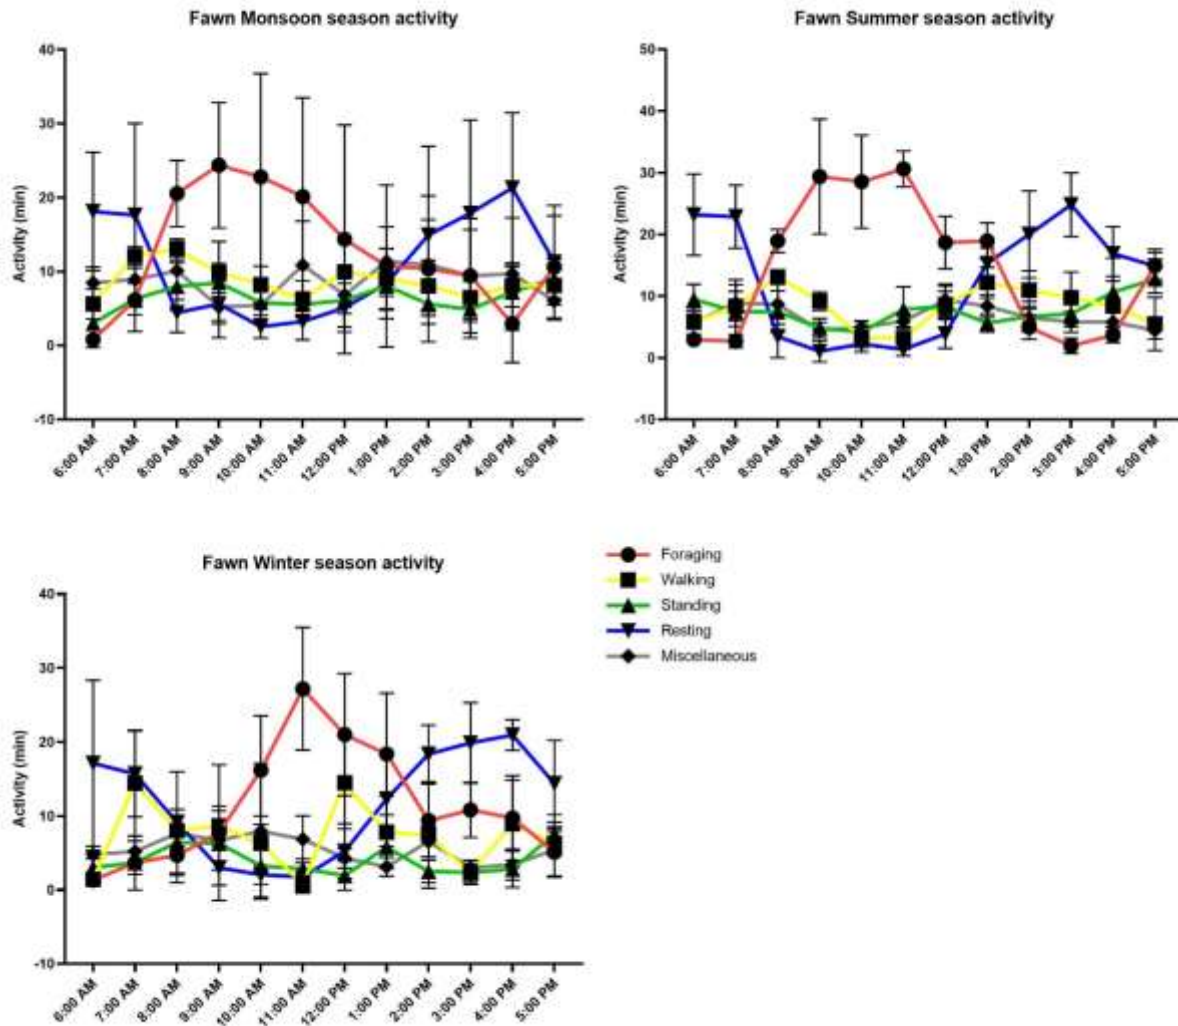 Fawn Monsoon season activity
Activity (min)
40
30
20
10
0
-10
6:00 AM
7:00 AM
8:00 AM
9:00 AM
10:00 AM
11:00 AM
12:00 PM
1:00 PM
2:00 PM
3:00 PM
4:00 PM
5:00 PM
Fawn Summer season activity
Activity (min)
50
40
30
20
10
0
-10
6:00 AM
7:00 AM
8:00 AM
9:00 AM
10:00 AM
11:00 AM
12:00 PM
1:00 PM
2:00 PM
3:00 PM
4:00 PM
5:00 PM
Fawn Winter season activity
Activity (min)
40
30
20
10
0
-10
6:00 AM
7:00 AM
8:00 AM
9:00 AM
10:00 AM
11:00 AM
12:00 PM
1:00 PM
2:00 PM
3:00 PM
4:00 PM
5:00 PM
Foraging
Walking
Standing
Resting
Miscellaneous